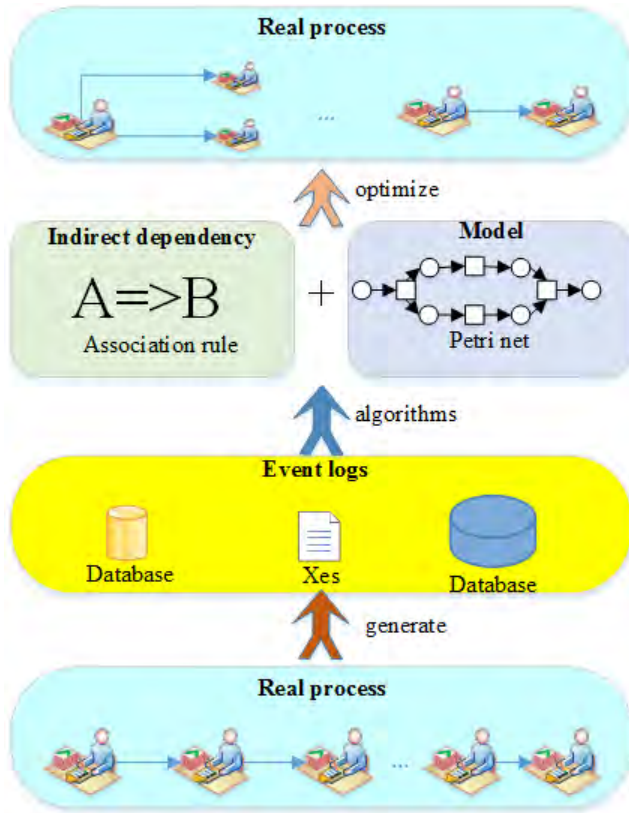 Real process
...
optimize
Indirect dependency
A=>B
Association rule
+
Model
Petri net
algorithms
Event logs
Database
Xes
Database
generate
Real process
...